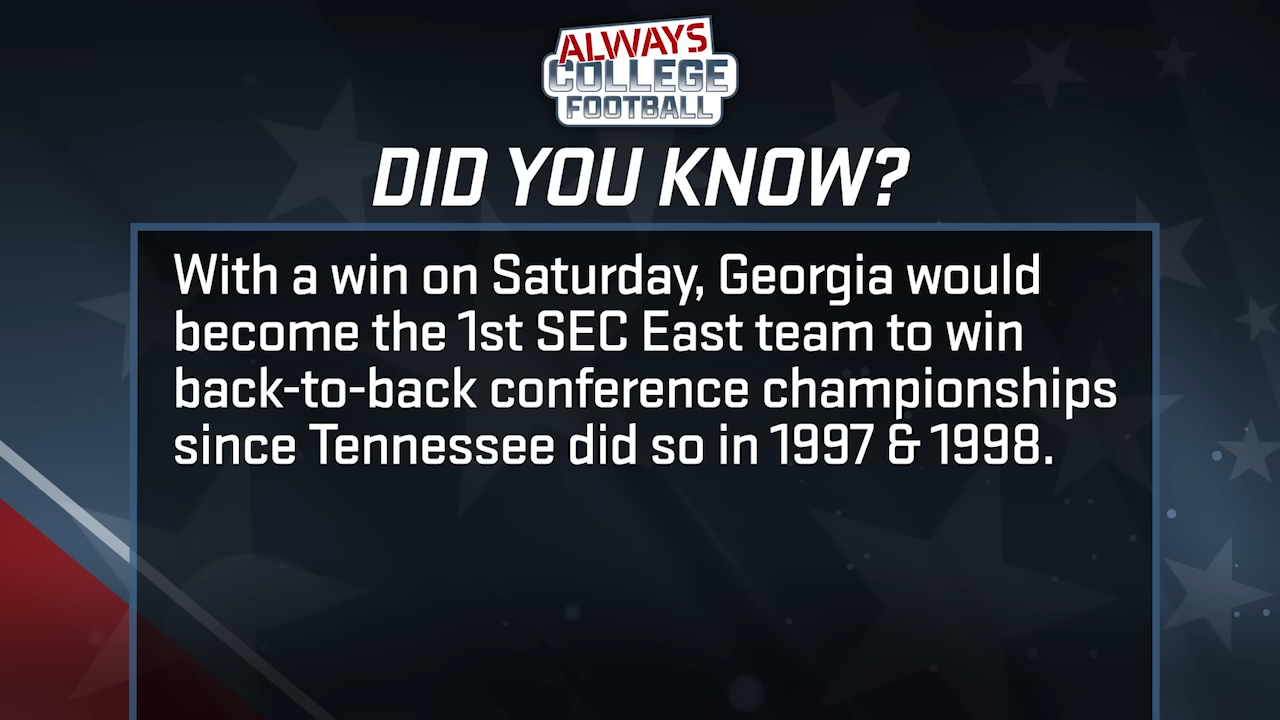 ALWAYS
COLLEGE
FOOTBALL
DID YOU KNOW?
With a win on Saturday, Georgia would
become the 1st SEC East team to win
back-to-back conference championships
since Tennessee did so in 1997 & 1998.